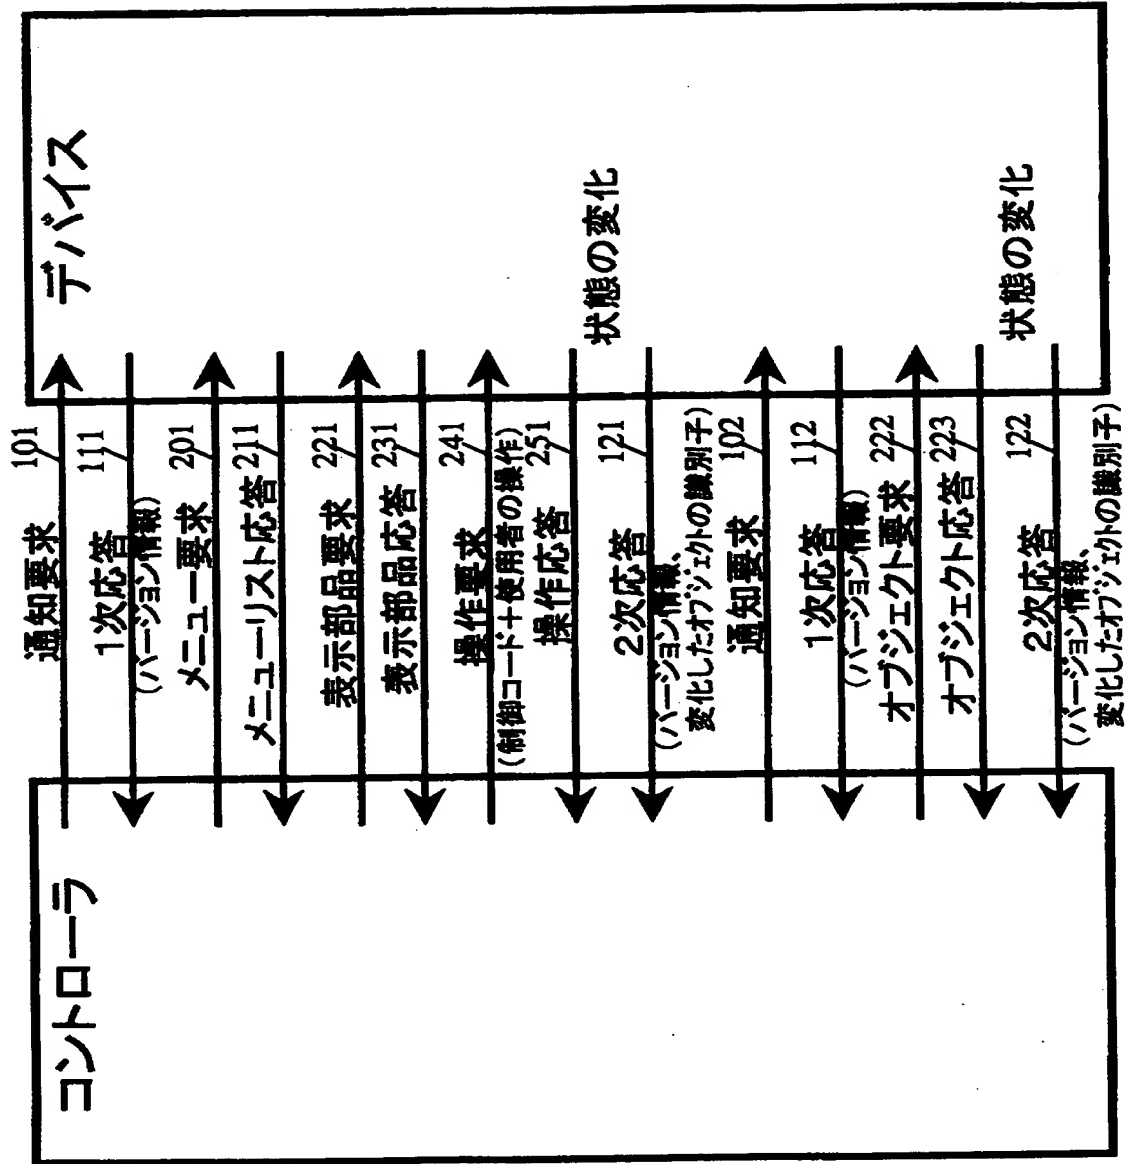 コントローラ
デバイス
通知要求
101
1次応答
(バージョン情報)
111
メニュー要求
201
メニューリスト応答
211
表示部品要求
221
表示部品応答
231
操作要求
(制御コード+使用者の操作)
241
操作応答
251
状態の変化
2次応答
(バージョン情報、
変化したオブジェクトの識別子)
121
通知要求
102
1次応答
(バージョン情報)
112
オブジェクト要求
222
オブジェクト応答
223
状態の変化
2次応答
(バージョン情報、
変化したオブジェクトの識別子)
122